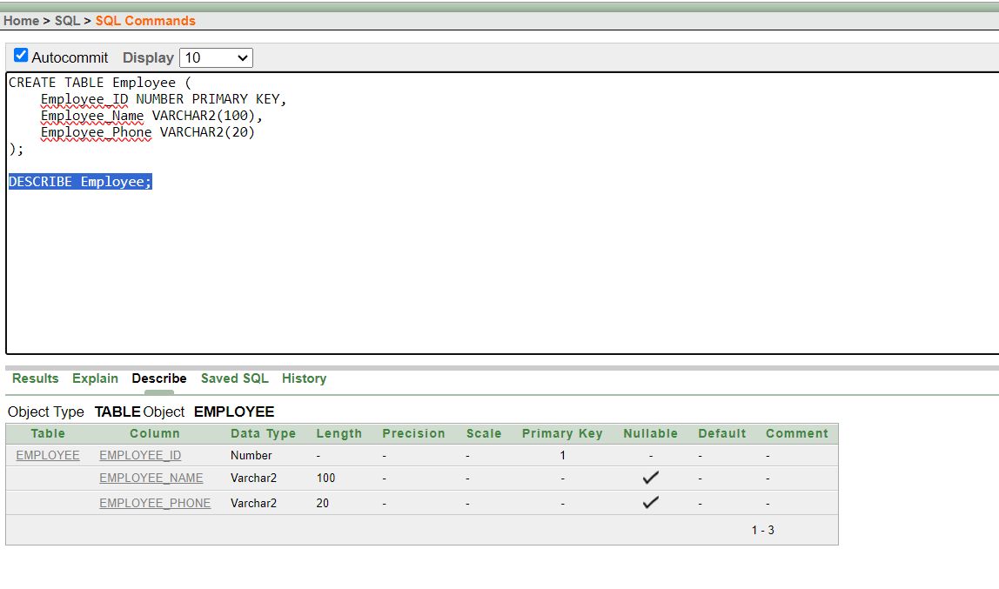 Home > SQL > SQL Commands
Autocommit Display 10
CREATE TABLE Employee (
    Employee_ID NUMBER PRIMARY KEY,
    Employee_Name VARCHAR2(100),
    Employee_Phone VARCHAR2(20)
);
DESCRIBE Employee;
Results Explain Describe Saved SQL History
Object Type TABLE Object EMPLOYEE
Table Column Data Type Length Precision Scale Primary Key Nullable Default Comment
EMPLOYEE EMPLOYEE_ID Number - - - 1 - - -
EMPLOYEE_NAME Varchar2 100 - - - ✓ - -
EMPLOYEE_PHONE Varchar2 20 - - - ✓ - -
1 - 3